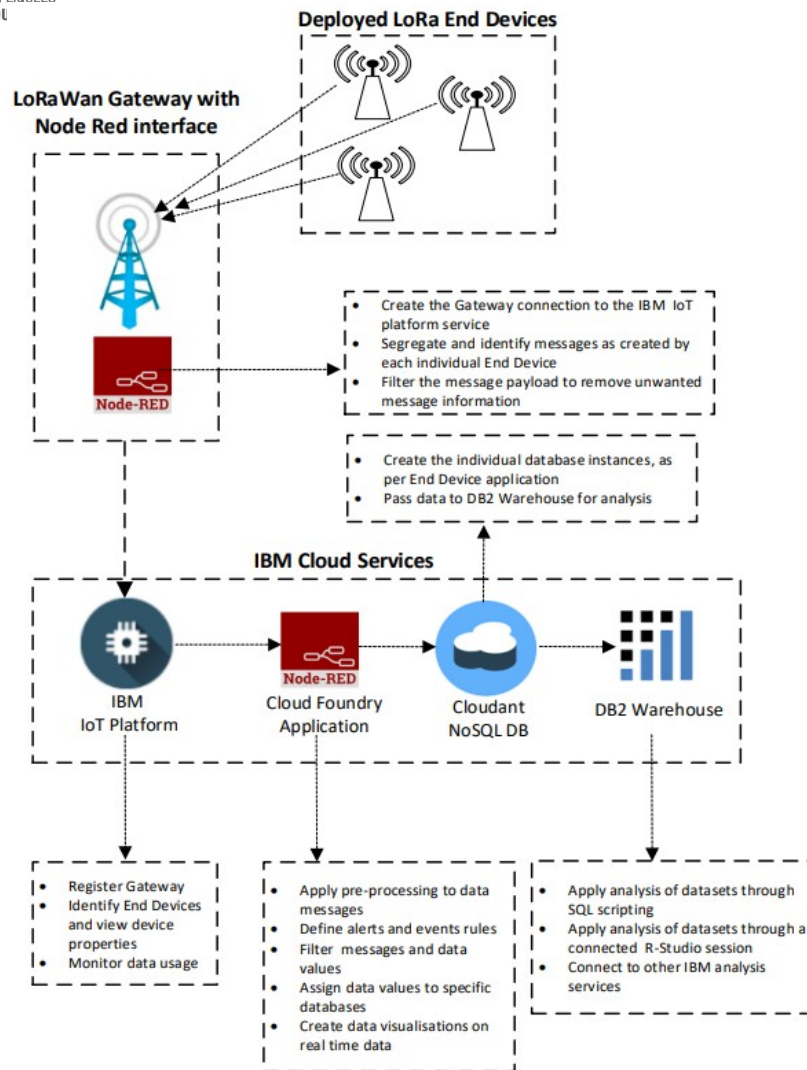 Deployed LoRa End Devices
LoRaWan Gateway with
Node Red interface
Node-RED
• Create the Gateway connection to the IBM IoT
platform service
• Segregate and identify messages as created by
each individual End Device
• Filter the message payload to remove unwanted
message information
• Create the individual database instances, as
per End Device application
• Pass data to DB2 Warehouse for analysis
IBM Cloud Services
IBM
IoT Platform
Node-RED
Cloud Foundry
Application
Cloudant
NoSQL DB
DB2 Warehouse
• Register Gateway
• Identify End Devices
and view device
properties
• Monitor data usage
• Apply pre-processing to data
messages
• Define alerts and events rules
• Filter messages and data
values
• Assign data values to specific
databases
• Create data visualisations on
real time data
• Apply analysis of datasets through
SQL scripting
• Apply analysis of datasets through a
connected R-Studio session
• Connect to other IBM analysis
services